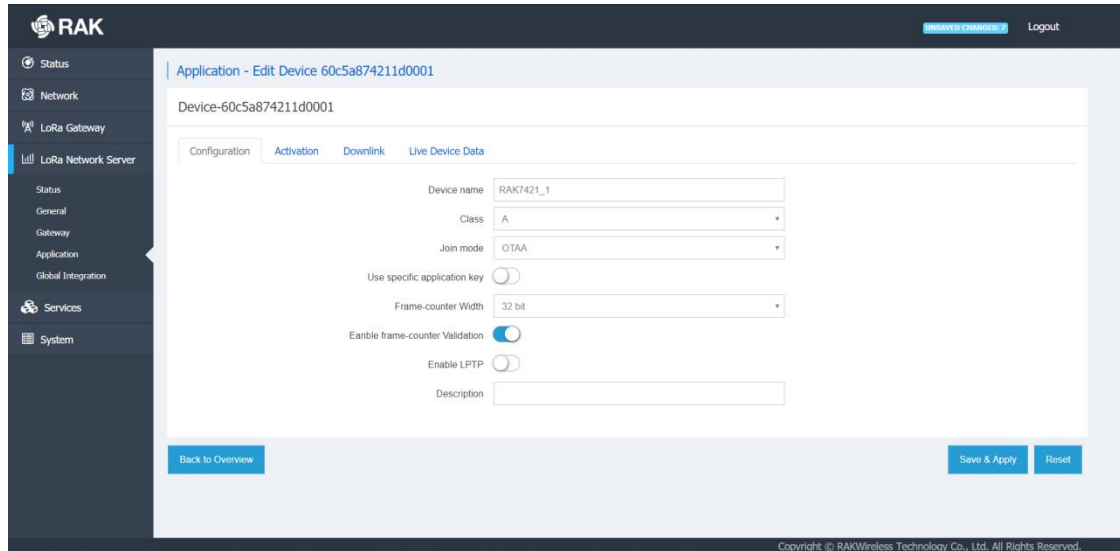 RAK
UNSAVED CHANGES: 7
Logout
Status
Network
LoRa Gateway
LoRa Network Server
Status
General
Gateway
Application
Global Integration
Services
System
Application - Edit Device 60c5a874211d0001
Device-60c5a874211d0001
Configuration Activation Downlink Live Device Data
Device name RAK7421_1
Class A
Join mode OTAA
Use specific application key
Frame-counter Width 32 bit
Eanble frame-counter Validation
Enable LPTP
Description
Back to Overview Save & Apply Reset
Copyright © RAKWireless Technology Co., Ltd. All Rights Reserved.